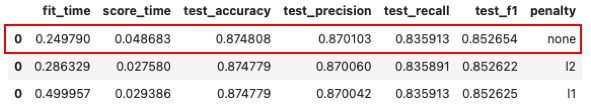 fit_time score_time test_accuracy test_precision test_recall test_f1 penalty
0 0.249790 0.048683 0.874808 0.870103 0.835913 0.852654 none
0 0.286329 0.027580 0.874779 0.870060 0.835891 0.852622 l2
0 0.499957 0.029386 0.874779 0.870042 0.835913 0.852625 l1